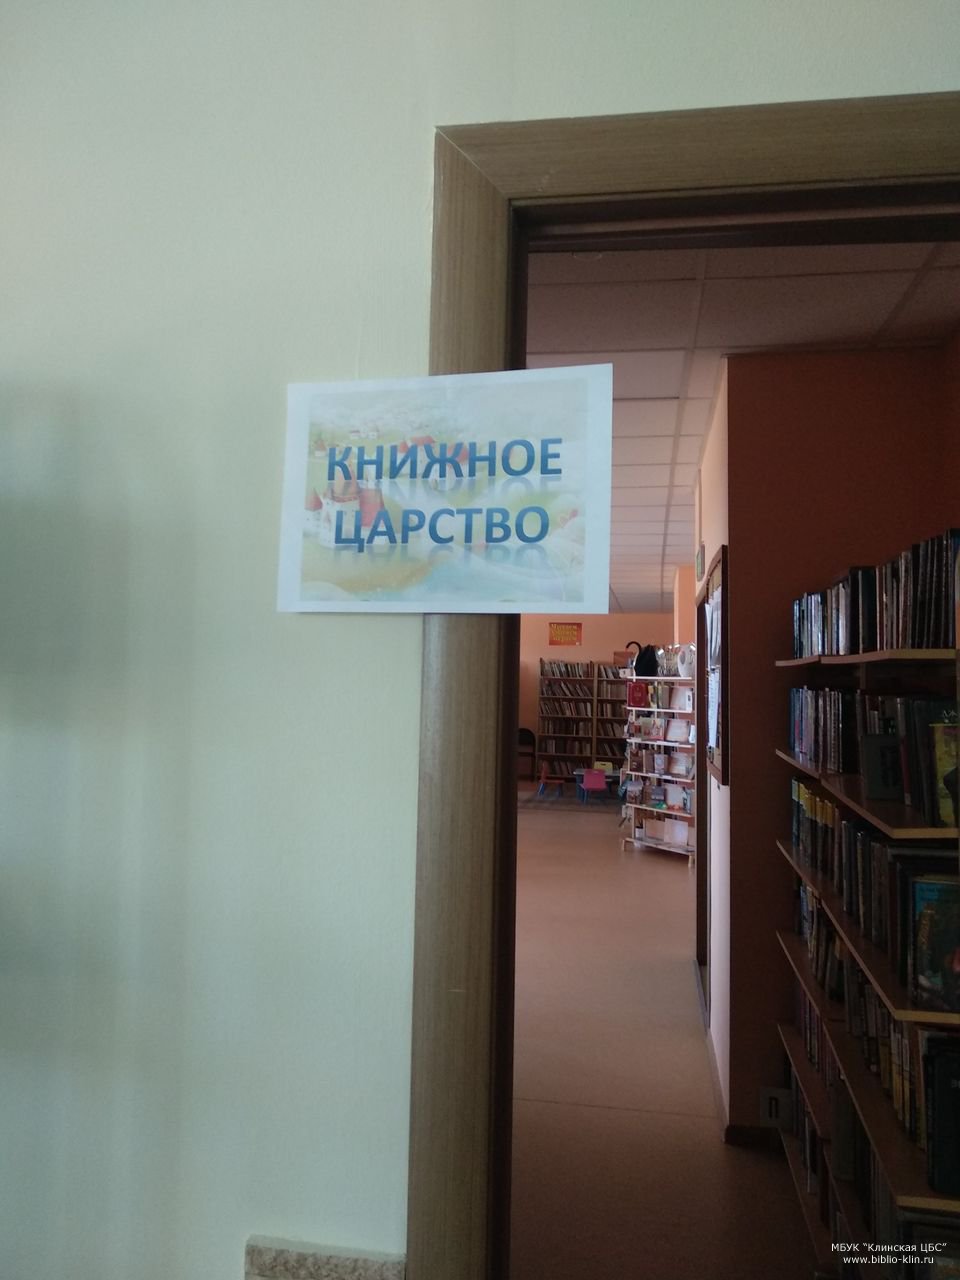 КНИЖНОЕ
ЦАРСТВО
МБУК "Клинская ЦБС"
www.biblio-klin.ru